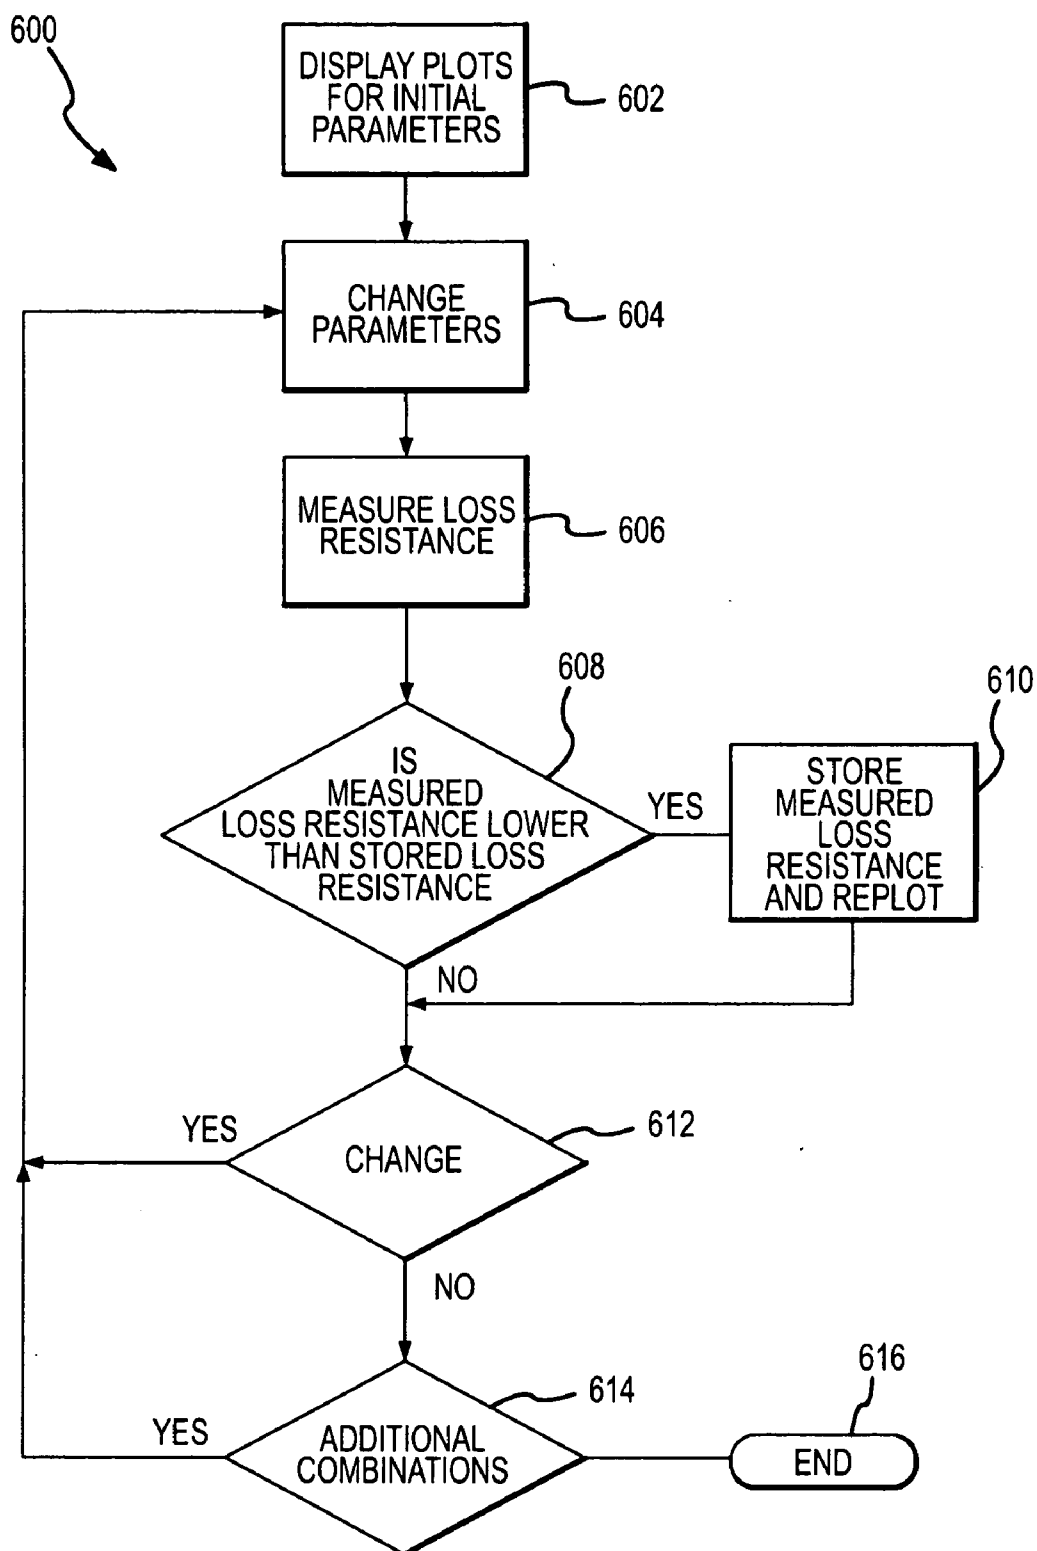 600
DISPLAY PLOTS
FOR INITIAL
PARAMETERS
602
CHANGE
PARAMETERS
604
MEASURE LOSS
RESISTANCE
606
608
IS
MEASURED
LOSS RESISTANCE LOWER
THAN STORED LOSS
RESISTANCE
YES
610
STORE
MEASURED
LOSS
RESISTANCE
AND REPLOT
NO
612
YES
CHANGE
NO
614
YES
ADDITIONAL
COMBINATIONS
616
END